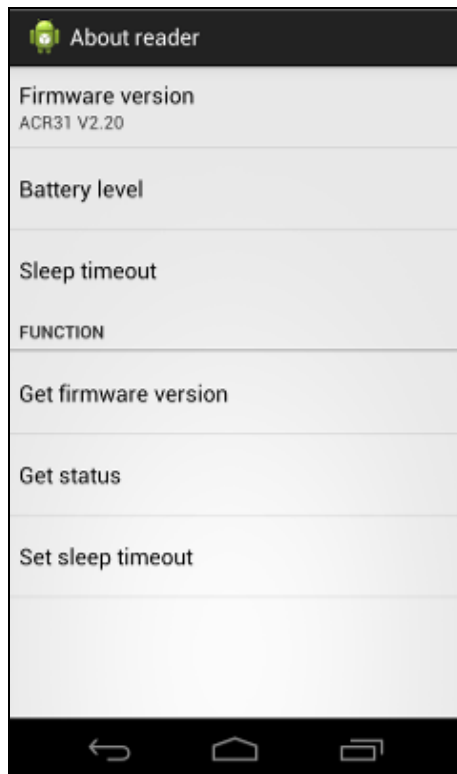 About reader
Firmware version
ACR31 V2.20
Battery level
Sleep timeout
FUNCTION
Get firmware version
Get status
Set sleep timeout